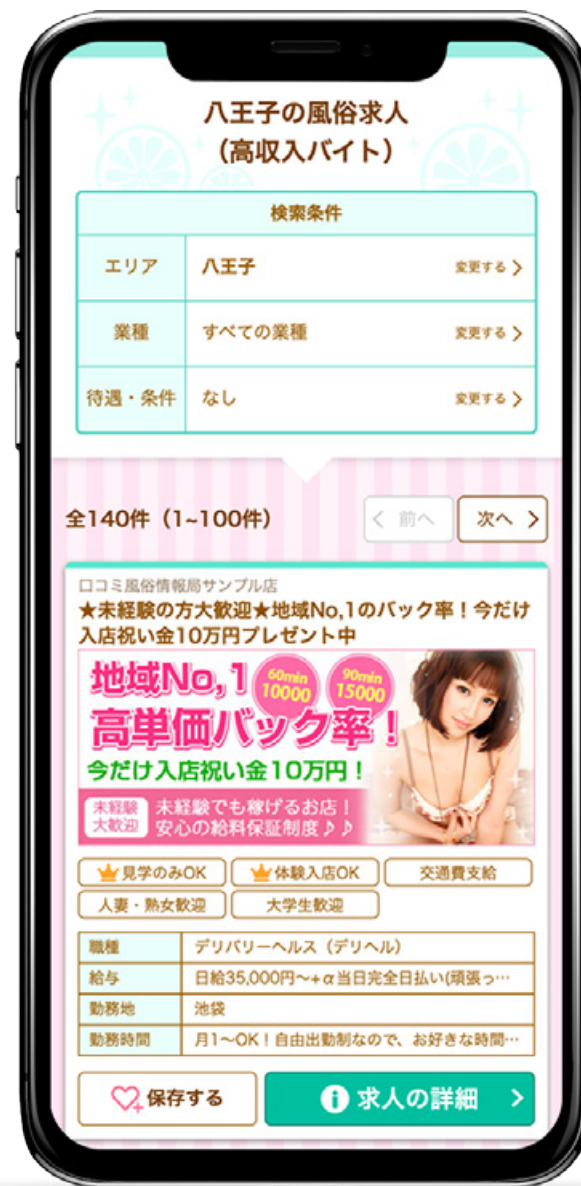 八王子の風俗求人
（高収入バイト）
検索条件
エリア 八王子 変更する
業種 すべての業種 変更する
待遇・条件 なし 変更する
全140件（1~100件） 前へ 次へ
口コミ風俗情報局サンプル店
★未経験の方大歓迎★地域No,1のバック率！今だけ
入店祝い金10万円プレゼント中
地域No,1 60min 10000 90min 15000
高単価バック率！
今だけ入店祝い金10万円！
未経験大歓迎 未経験でも稼げるお店！
安心の給料保証制度♪♪
見学のみOK 体験入店OK 交通費支給
人妻・熟女歓迎 大学生歓迎
職種 デリバリーヘルス（デリヘル）
給与 日給35,000円〜+α当日完全日払い(頑張っ…
勤務地 池袋
勤務時間 月1〜OK！自由出勤制なので、お好きな時間…
保存する 求人の詳細